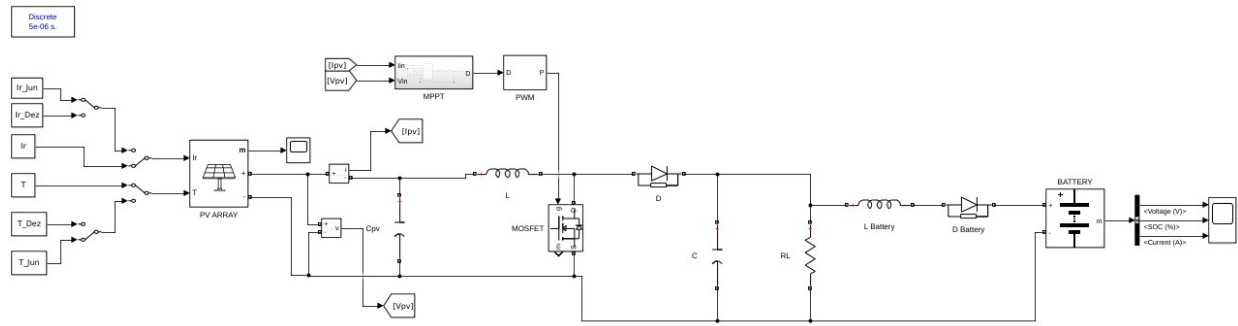 Discrete
5e-06 s.
[Ipv]
[Vpv]
Iin
Vin
D
MPPT
D
P
PWM
Ir_Jun
Ir_Dez
Ir
T
T_Dez
T_Jun
Ir
T
m
+
-
PV ARRAY
[Ipv]
+
i
-
+
-
v
Cpv
[Vpv]
L
MOSFET
g
D
m
S
D
C
RL
L Battery
D Battery
BATTERY
+
+
-
m
<Voltage (V)>
<SOC (%)>
<Current (A)>